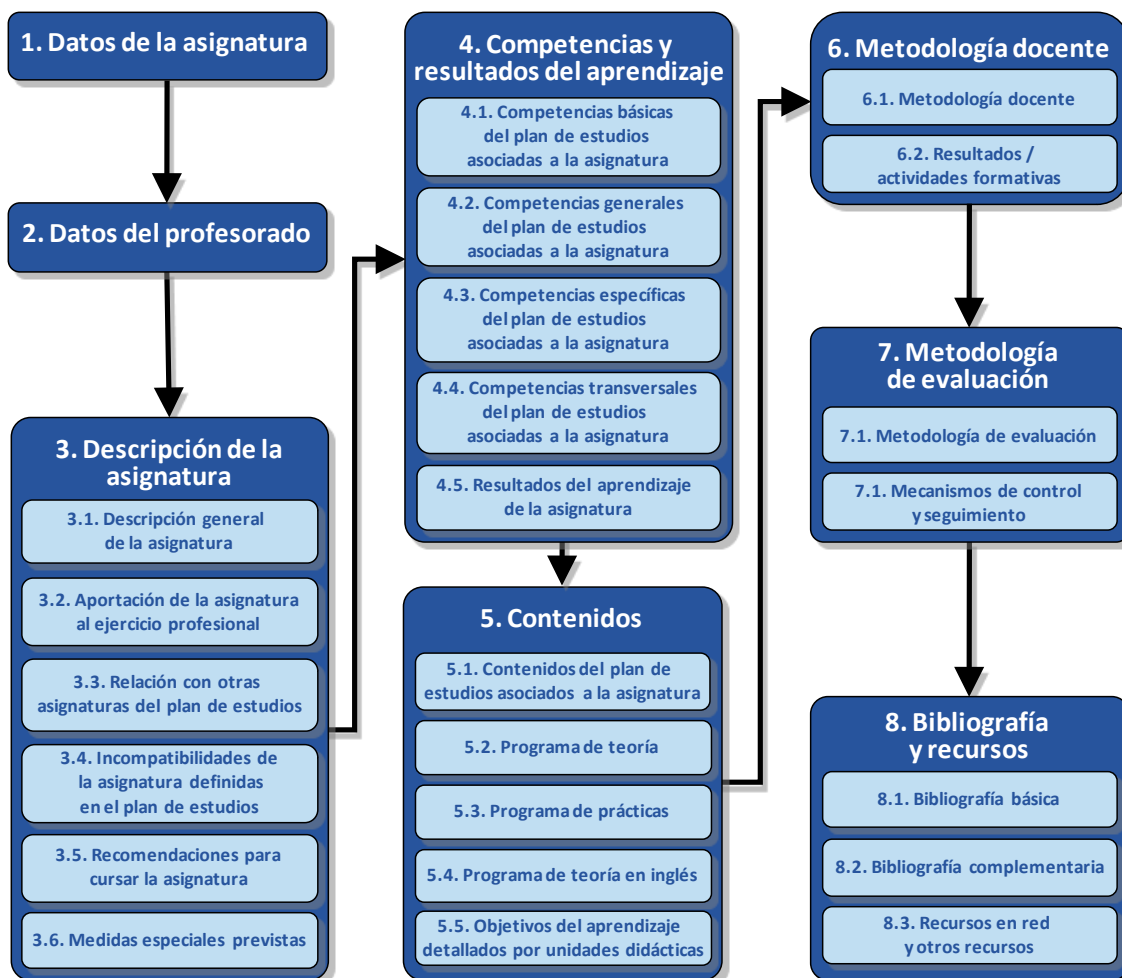 1. Datos de la asignatura
2. Datos del profesorado
3. Descripción de la
asignatura
3.1. Descripción general
de la asignatura
3.2. Aportación de la asignatura
al ejercicio profesional
3.3. Relación con otras
asignaturas del plan de estudios
3.4. Incompatibilidades de
la asignatura definidas
en el plan de estudios
3.5. Recomendaciones para
cursar la asignatura
3.6. Medidas especiales previstas
4. Competencias y
resultados del aprendizaje
4.1. Competencias básicas
del plan de estudios
asociadas a la asignatura
4.2. Competencias generales
del plan de estudios
asociadas a la asignatura
4.3. Competencias específicas
del plan de estudios
asociadas a la asignatura
4.4. Competencias transversales
del plan de estudios
asociadas a la asignatura
4.5. Resultados del aprendizaje
de la asignatura
5. Contenidos
5.1. Contenidos del plan de
estudios asociados a la asignatura
5.2. Programa de teoría
5.3. Programa de prácticas
5.4. Programa de teoría en inglés
5.5. Objetivos del aprendizaje
detallados por unidades didácticas
6. Metodología docente
6.1. Metodología docente
6.2. Resultados /
actividades formativas
7. Metodología
de evaluación
7.1. Metodología de evaluación
7.1. Mecanismos de control
y seguimiento
8. Bibliografía
y recursos
8.1. Bibliografía básica
8.2. Bibliografía complementaria
8.3. Recursos en red
y otros recursos